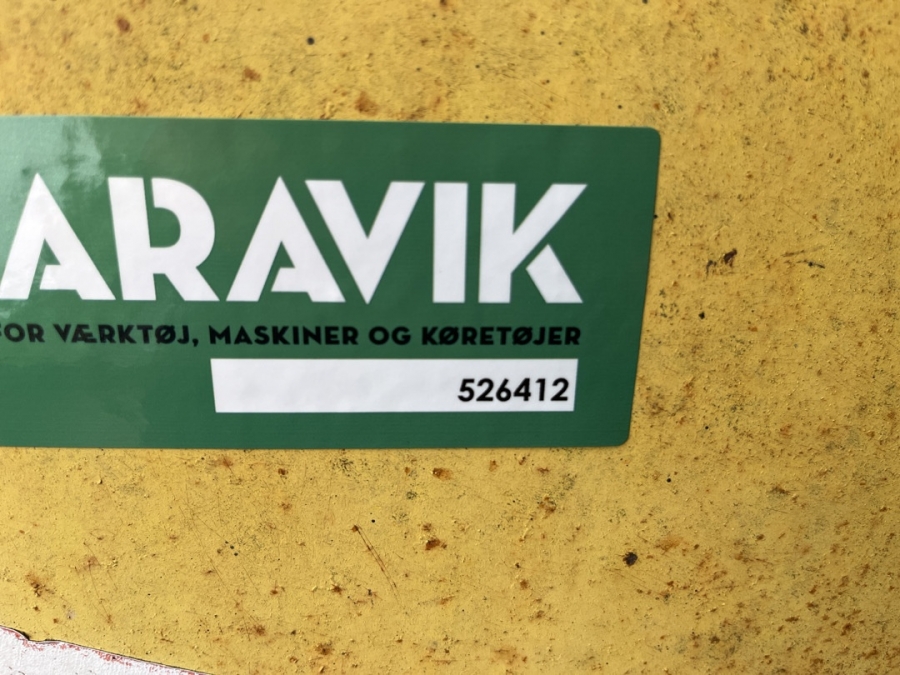 ARAVIK
FOR VÆRKTØJ, MASKINER OG KØRETØJER
526412